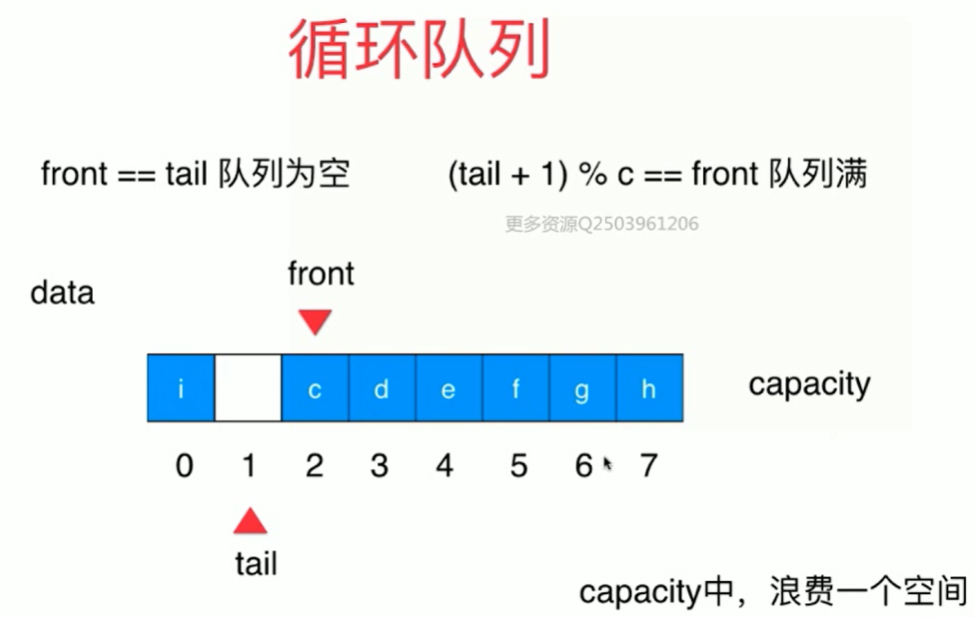 循环队列
front == tail 队列为空 (tail + 1) % c == front 队列满
更多资源Q2503961206
front
data
i c d e f g h
capacity
0 1 2 3 4 5 6 7
tail
capacity中，浪费一个空间